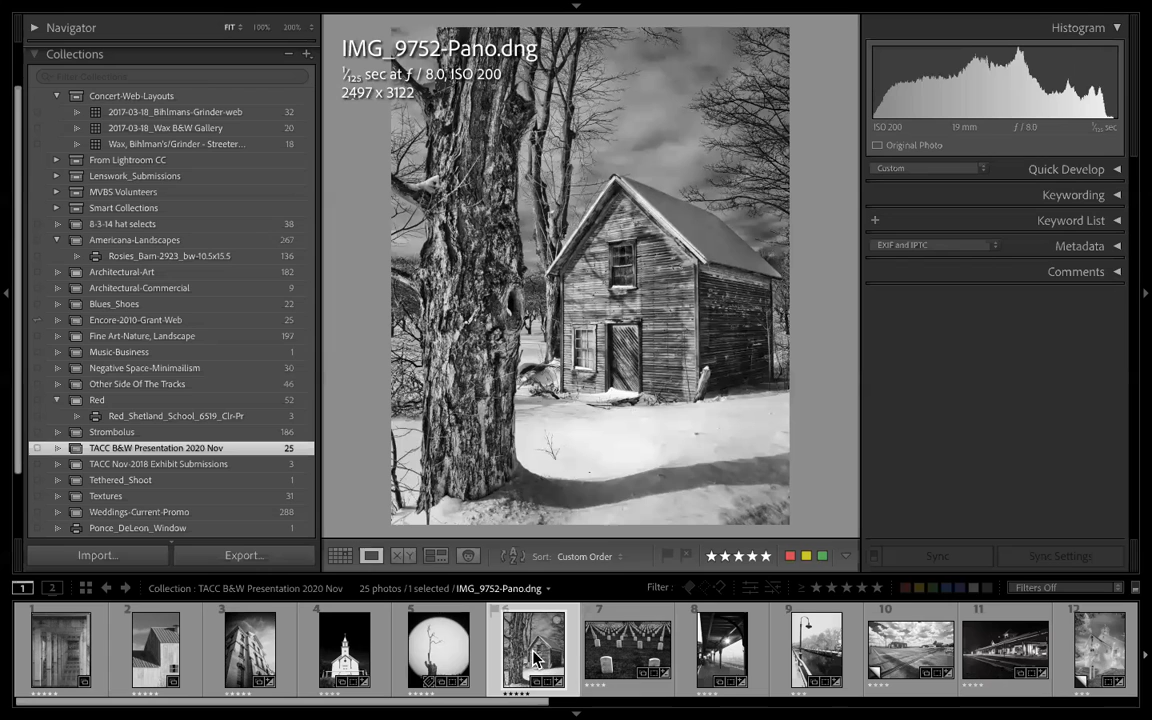 Navigator FIT 100% 200%
Collections
Filter Collections
Concert-Web-Layouts
2017-03-18_Bihlmans-Grinder-web 32
2017-03-18_Wax B&W Gallery 20
Wax, Bihlman's/Grinder - Streeter... 18
From Lightroom CC
Lenswork_Submissions
MVBS Volunteers
Smart Collections
8-3-14 hat selects 38
Americana-Landscapes 267
Rosies_Barn-2923_bw-10.5x15.5 136
Architectural-Art 182
Architectural-Commercial 9
Blues_Shoes 22
Encore-2010-Grant-Web 25
Fine Art-Nature, Landscape 197
Music-Business 1
Negative Space-Minimailism 30
Other Side Of The Tracks 46
Red 52
Red_Shetland_School_6519_Clr-Pr 3
Strombolus 186
TACC B&W Presentation 2020 Nov 25
TACC Nov-2018 Exhibit Submissions 3
Tethered_Shoot 1
Textures 31
Weddings-Current-Promo 288
Ponce_DeLeon_Window 1
Import... Export...
IMG_9752-Pano.dng
1/125 sec at ƒ / 8.0, ISO 200
2497 x 3122
X Y
Sort: Custom Order
Histogram
ISO 200 19 mm ƒ / 8.0 1/125 sec
Original Photo
Custom Quick Develop
Keywording
Keyword List
EXIF and IPTC Metadata
Comments
Sync Sync Settings
1 2 Collection : TACC B&W Presentation 2020 Nov 25 photos / 1 selected / IMG_9752-Pano.dng Filter : Filters Off
1 2 3 4 5 6 7 8 9 10 11 12